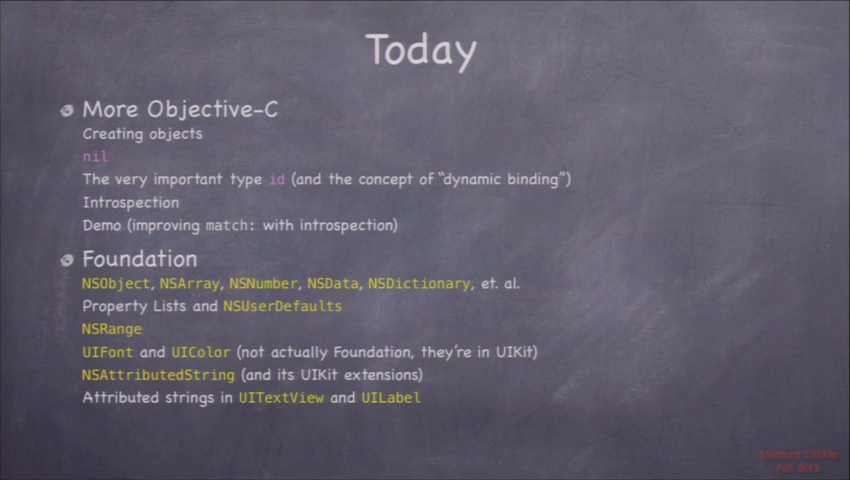 Today
More Objective-C
Creating objects
nil
The very important type id (and the concept of “dynamic binding”)
Introspection
Demo (improving match: with introspection)
Foundation
NSObject, NSArray, NSNumber, NSData, NSDictionary, et. al.
Property Lists and NSUserDefaults
NSRange
UIFont and UIColor (not actually Foundation, they’re in UIKit)
NSAttributedString (and its UIKit extensions)
Attributed strings in UITextView and UILabel
Stanford CS193p
Fall 2013